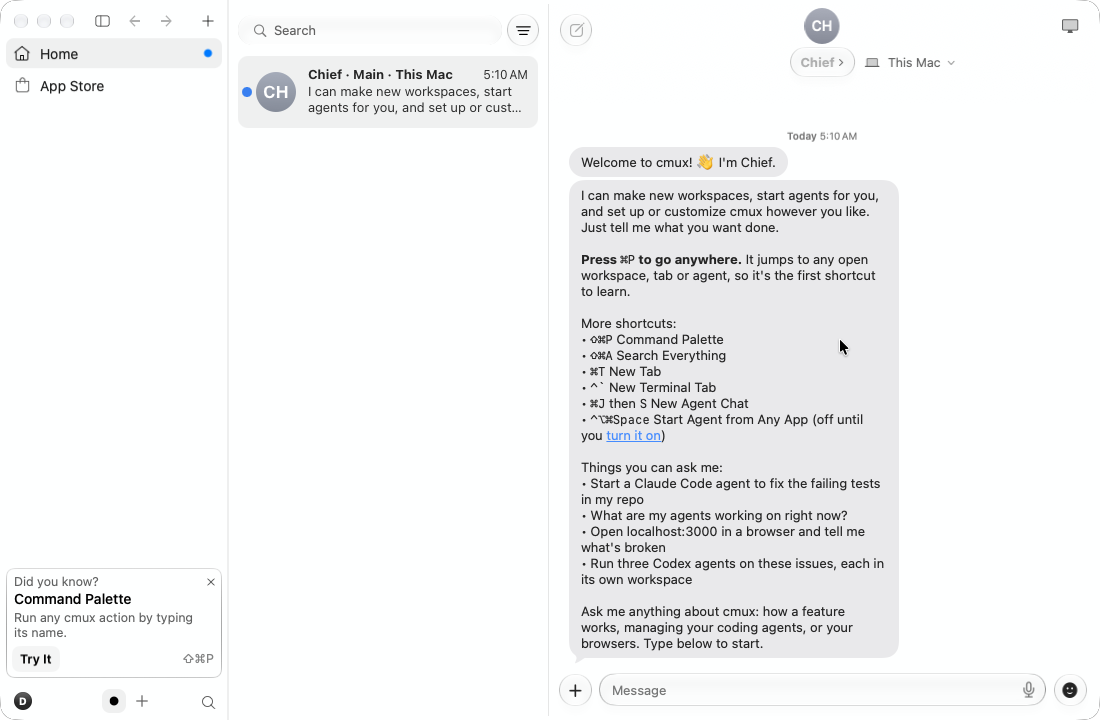 Home
App Store
Did you know?
Command Palette
Run any cmux action by typing
its name.
Try It
⇧⌘P
D
Search
CH
Chief · Main · This Mac
5:10 AM
I can make new workspaces, start
agents for you, and set up or cust...
CH
Chief
This Mac
Today 5:10 AM
Welcome to cmux! 👋 I'm Chief.
I can make new workspaces, start agents for you,
and set up or customize cmux however you like.
Just tell me what you want done.
Press ⌘P to go anywhere. It jumps to any open
workspace, tab or agent, so it's the first shortcut
to learn.
More shortcuts:
• ⇧⌘P Command Palette
• ⇧⌘A Search Everything
• ⌘T New Tab
• ^` New Terminal Tab
• ⌘J then S New Agent Chat
• ^⌥⌘Space Start Agent from Any App (off until
you turn it on)
Things you can ask me:
• Start a Claude Code agent to fix the failing tests
in my repo
• What are my agents working on right now?
• Open localhost:3000 in a browser and tell me
what's broken
• Run three Codex agents on these issues, each in
its own workspace
Ask me anything about cmux: how a feature
works, managing your coding agents, or your
browsers. Type below to start.
Message